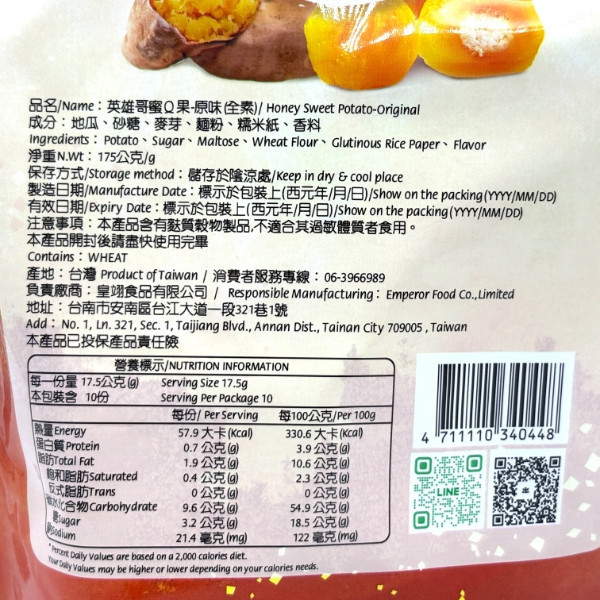 品名/Name：英雄哥蜜Q果-原味(全素)/ Honey Sweet Potato-Original
成分：地瓜、砂糖、麥芽、麵粉、糯米紙、香料
Ingredients：Potato、Sugar、Maltose、Wheat Flour、Glutinous Rice Paper、Flavor
淨重N.Wt：175公克/g
保存方式/Storage method：儲存於陰涼處/Keep in dry & cool place
製造日期/Manufacture Date：標示於包裝上(西元年/月/日)/Show on the packing(YYYY/MM/DD)
有效日期/Expiry Date：標示於包裝上(西元年/月/日)/Show on the packing(YYYY/MM/DD)
注意事項：本產品含有麩質穀物製品,不適合其過敏體質者食用。
本產品開封後請盡快使用完畢
Contains：WHEAT
產地：台灣 Product of Taiwan / 消費者服務專線：06-3966989
負責廠商：皇翊食品有限公司 / Responsible Manufacturing：Emperor Food Co.,Limited
地址：台南市安南區台江大道一段321巷1號
Add：No. 1, Ln. 321, Sec. 1, Taijiang Blvd., Annan Dist., Tainan City 709005 , Taiwan
本產品已投保產品責任險
營養標示/NUTRITION INFORMATION
每一份量 17.5公克(g) Serving Size 17.5g
本包裝含 10份 Serving Per Package 10
每份/ Per Serving 每100公克/Per 100g
熱量Energy 57.9 大卡(Kcal) 330.6 大卡(Kcal)
蛋白質Protein 0.7 公克(g) 3.9 公克(g)
脂肪Total Fat 1.9 公克(g) 10.6 公克(g)
飽和脂肪Saturated 0.4 公克(g) 2.3 公克(g)
反式脂肪Trans 0 公克(g) 0 公克(g)
碳水化合物Carbohydrate 9.6 公克(g) 54.9 公克(g)
糖Sugar 3.2 公克(g) 18.5 公克(g)
鈉Sodium 21.4 毫克(mg) 122 毫克(mg)
*Percent Daily Values are based on a 2,000 calories diet.
Your Daily Values may be higher or lower depending on your calories needs.
4 711110 340448
LINE